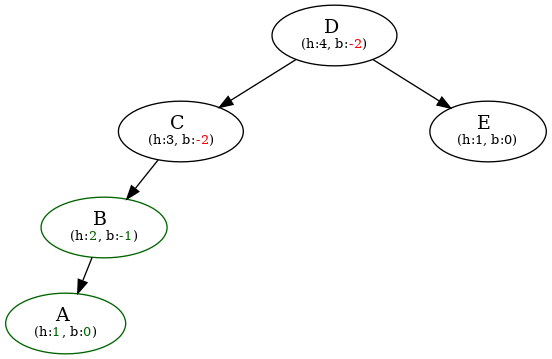 D
(h:4, b:-2)
C
(h:3, b:-2)
E
(h:1, b:0)
B
(h:2, b:-1)
A
(h:1, b:0)